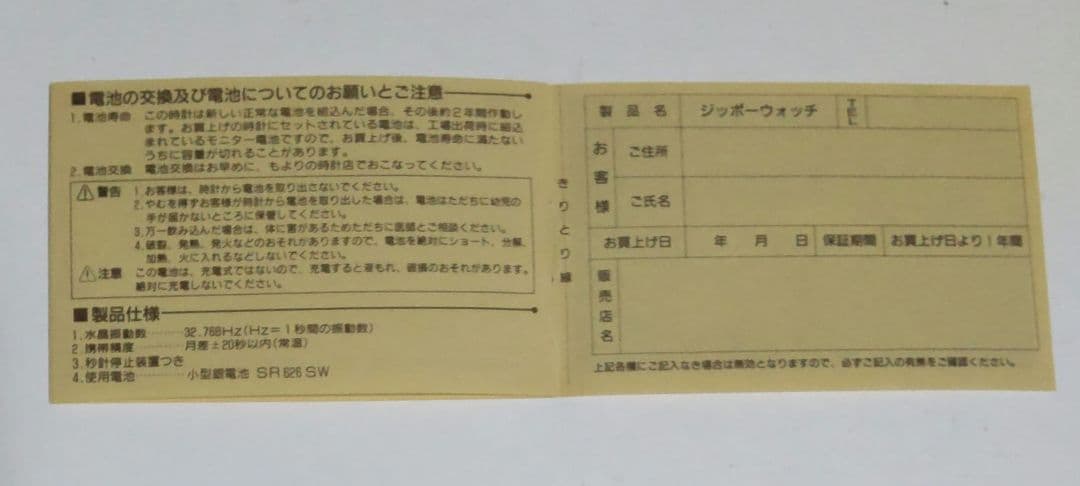 ■電池の交換及び電池についてのお願いとご注意
1.電池寿命 この時計は新しい正常な電池を組込んだ場合、その後約2年間作動し
ます。お買上げの時計にセットされている電池は、工場出荷時に組込
まれているモニター電池ですので、お買上げ後、電池寿命に満たない
うちに容量が切れることがあります。
2.電池交換 電池交換はお早めに、もよりの時計店でおこなってください。
警告 1.お客様は、時計から電池を取り出さないでください。
2.やむを得ずお客様が時計から電池を取り出した場合は、電池はただちに幼児の
手が届かないところに保管してください。
3.万一飲み込んだ場合は、体に害があるためただちに医師とご相談ください。
4.破裂、発熱、発火などのおそれがありますので、電池を絶対にショート、分解、
加熱、火に入れるなどしないでください。
注意 この電池は、充電式ではないので、充電すると液もれ、破損のおそれがあります。
絶対に充電しないでください。
■製品仕様
1.水晶振動数 32.768Hz(Hz=1秒間の振動数)
2.携帯精度 月差±20秒以内(常温)
3.秒針停止装置つき
4.使用電池 小型銀電池 SR626SW
きりとり線
製品名 ジッポーウォッチ TEL
お客様 ご住所
ご氏名
お買上げ日 年 月 日 保証期間 お買上げ日より1年間
販売店名
上記各欄にご記入なき場合は無効となりますので、必ずご記入の有無をご確認ください。